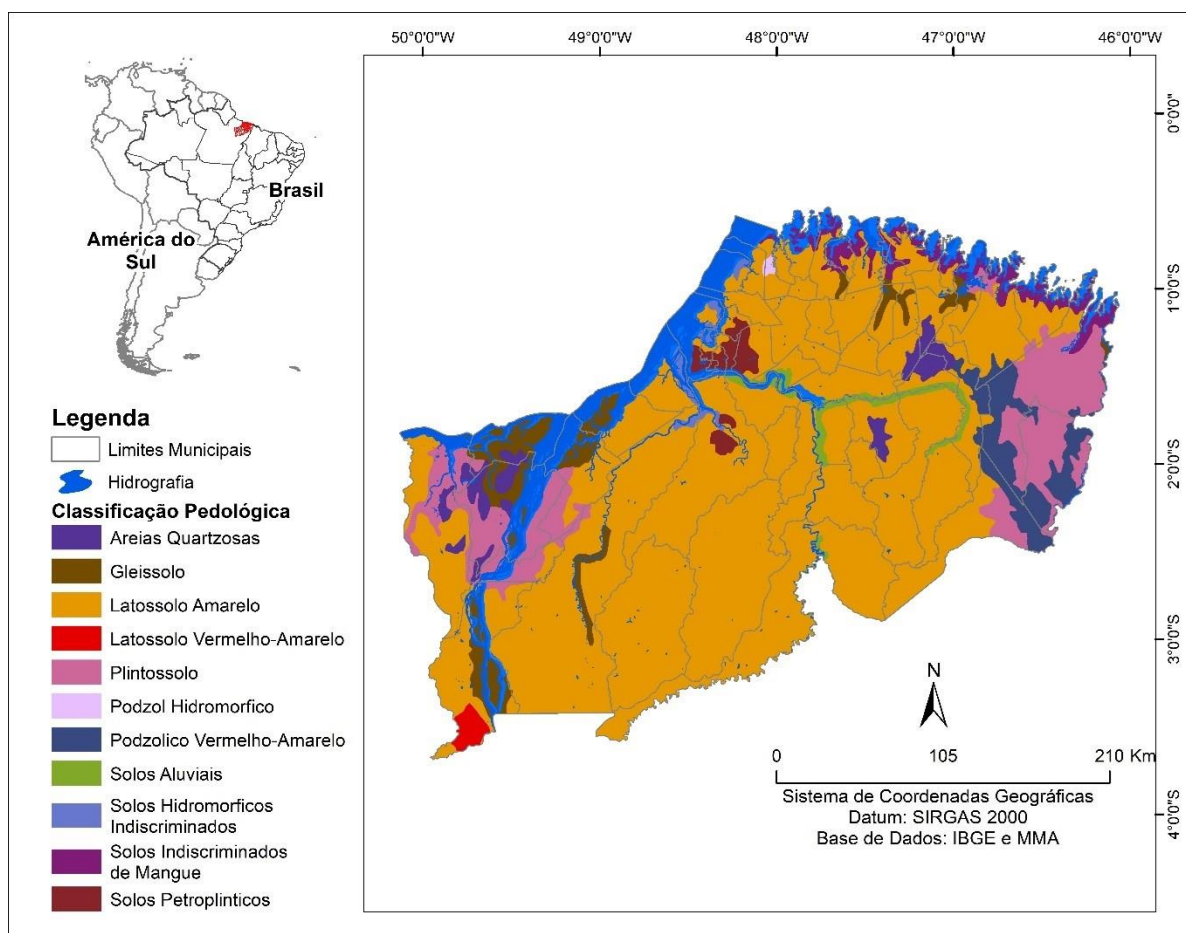 50°0'0"W
49°0'0"W
48°0'0"W
47°0'0"W
46°0'0"W
0°0'0"
1°0'0"S
2°0'0"S
3°0'0"S
4°0'0"S
Brasil
América do
Sul
Legenda
Limites Municipais
Hidrografia
Classificação Pedológica
Areias Quartzosas
Gleissolo
Latossolo Amarelo
Latossolo Vermelho-Amarelo
Plintossolo
Podzol Hidromorfico
Podzolico Vermelho-Amarelo
Solos Aluviais
Solos Hidromorficos
Indiscriminados
Solos Indiscriminados
de Mangue
Solos Petroplinticos
N
0 105 210 Km
Sistema de Coordenadas Geográficas
Datum: SIRGAS 2000
Base de Dados: IBGE e MMA